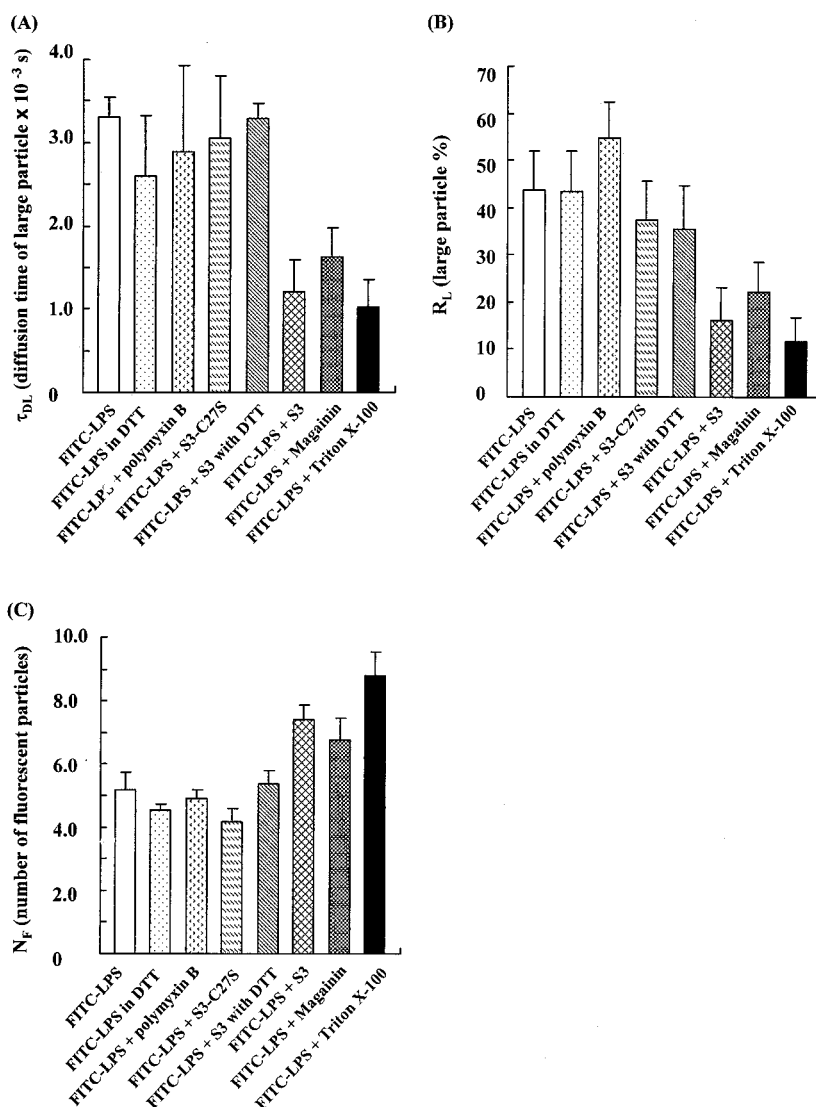 (A)
τDL (diffusion time of large particle x 10 -3 s)
4.0
3.0
2.0
1.0
0
FITC-LPS
FITC-LPS in DTT
FITC-LPS + polymyxin B
FITC-LPS + S3-C27S
FITC-LPS + S3 with DTT
FITC-LPS + S3
FITC-LPS + Magainin
FITC-LPS + Triton X-100
(B)
RL (large particle %)
70
60
50
40
30
20
10
0
FITC-LPS
FITC-LPS in DTT
FITC-LPS + polymyxin B
FITC-LPS + S3-C27S
FITC-LPS + S3 with DTT
FITC-LPS + S3
FITC-LPS + Magainin
FITC-LPS + Triton X-100
(C)
NF (number of fluorescent particles)
10.0
8.0
6.0
4.0
2.0
0
FITC-LPS
FITC-LPS in DTT
FITC-LPS + polymyxin B
FITC-LPS + S3-C27S
FITC-LPS + S3 with DTT
FITC-LPS + S3
FITC-LPS + Magainin
FITC-LPS + Triton X-100